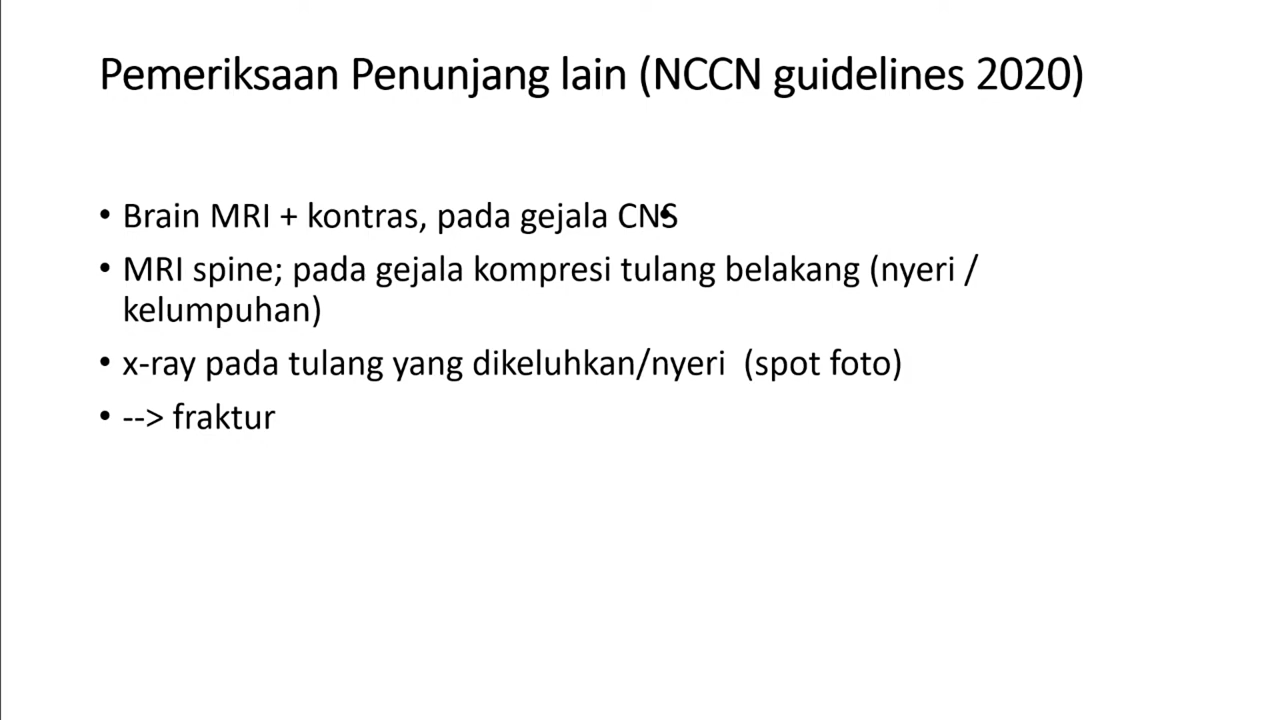 Pemeriksaan Penunjang lain (NCCN guidelines 2020)
• Brain MRI + kontras, pada gejala CNS
• MRI spine; pada gejala kompresi tulang belakang (nyeri /
kelumpuhan)
• x-ray pada tulang yang dikeluhkan/nyeri  (spot foto)
• --> fraktur